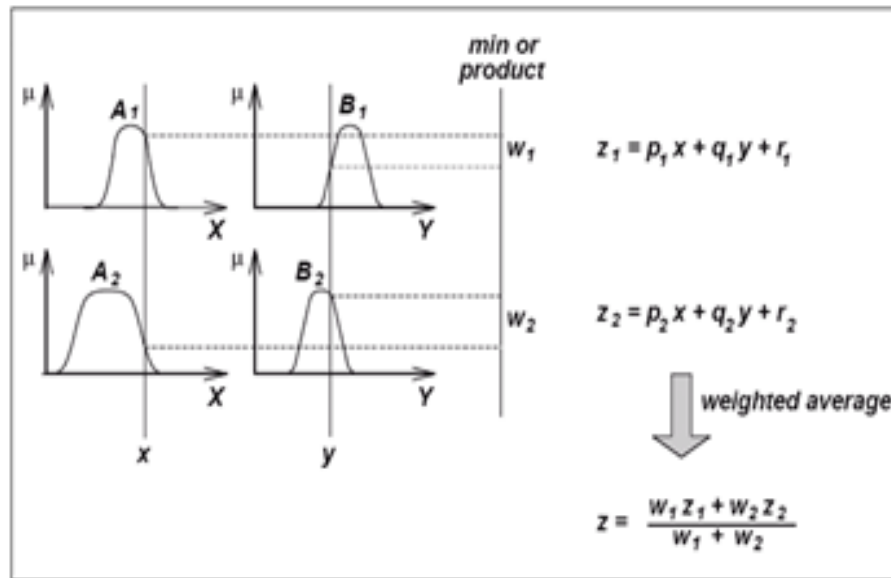 min or
product
μ
A₁
μ
B₁
w₁
z₁ = p₁ x + q₁ y + r₁
X
Y
μ
A₂
μ
B₂
w₂
z₂ = p₂ x + q₂ y + r₂
X
Y
weighted average
x
y
z = w₁ z₁ + w₂ z₂
w₁ + w₂